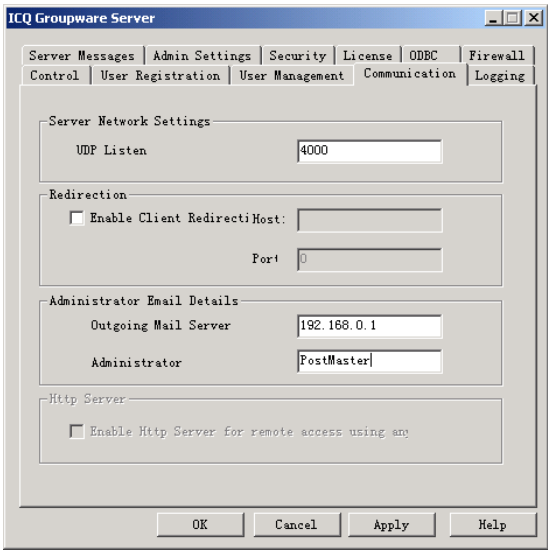 ICQ Groupware Server
Server Messages Admin Settings Security License ODBC Firewall
Control User Registration User Management Communication Logging
Server Network Settings
UDP Listen 4000
Redirection
Enable Client Redirecti Host:
Port 0
Administrator Email Details
Outgoing Mail Server 192.168.0.1
Administrator PostMaster
Http Server
Enable Http Server for remote access using any
OK Cancel Apply Help